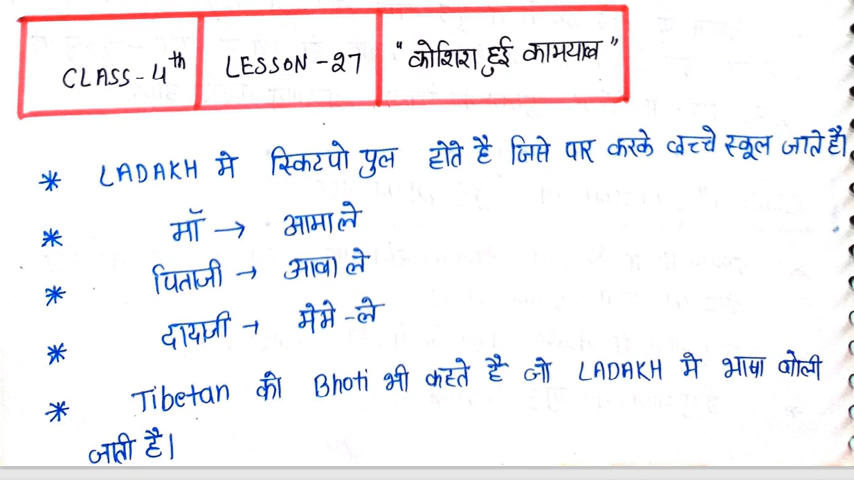 CLASS-4th LESSON-27 "कोशिश हुई कामयाब"
* LADAKH मे स्किटपो पुल होते है जिसे पार करके बच्चे स्कूल जाते है।
* माँ → आमा ले
* पिताजी → आबा ले
* दादाजी → मेमे-ले
* Tibetan को Bhoti भी कहते है जो LADAKH मे भाषा बोली
जाती है।